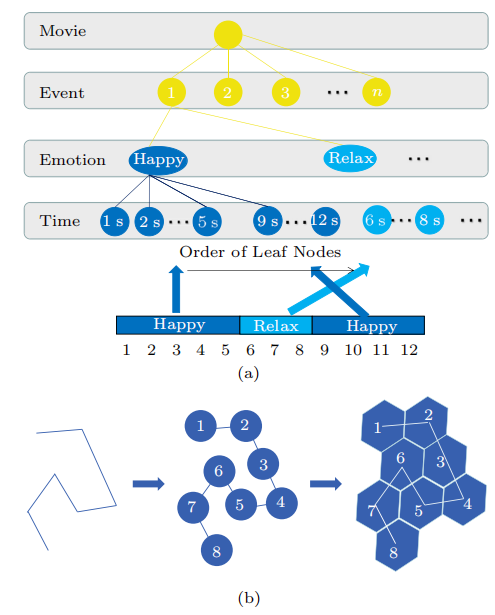 Movie
Event 1 2 3 ... n
Emotion Happy Relax ...
Time 1 s 2 s ... 5 s 9 s ... 12 s 6 s ... 8 s ...
Order of Leaf Nodes
Happy Relax Happy
1 2 3 4 5 6 7 8 9 10 11 12
(a)
1 2 3 4 5 6 7 8
1 2 3 4 5 6 7 8
(b)